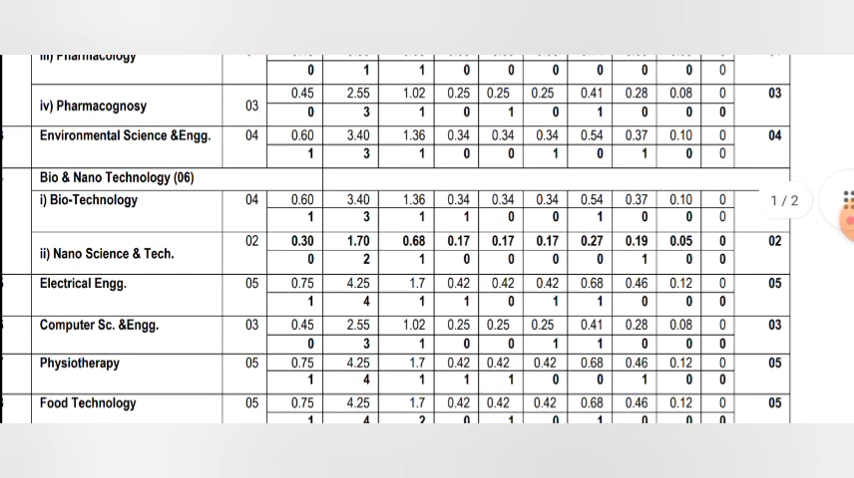 iii) Pharmacology
0 1 1 0 0 0 0 0 0 0
iv) Pharmacognosy 03 0.45 2.55 1.02 0.25 0.25 0.25 0.41 0.28 0.08 0 03
0 3 1 0 1 0 1 0 0 0
Environmental Science &Engg. 04 0.60 3.40 1.36 0.34 0.34 0.34 0.54 0.37 0.10 0 04
1 3 1 0 0 1 0 1 0 0
Bio & Nano Technology (06)
i) Bio-Technology 04 0.60 3.40 1.36 0.34 0.34 0.34 0.54 0.37 0.10 0 1 / 2
1 3 1 1 0 0 1 0 0 0
ii) Nano Science & Tech. 02 0.30 1.70 0.68 0.17 0.17 0.17 0.27 0.19 0.05 0 02
0 2 1 0 0 0 0 1 0 0
Electrical Engg. 05 0.75 4.25 1.7 0.42 0.42 0.42 0.68 0.46 0.12 0 05
1 4 1 1 0 1 1 0 0 0
Computer Sc. &Engg. 03 0.45 2.55 1.02 0.25 0.25 0.25 0.41 0.28 0.08 0 03
0 3 1 0 0 1 1 0 0 0
Physiotherapy 05 0.75 4.25 1.7 0.42 0.42 0.42 0.68 0.46 0.12 0 05
1 4 1 1 1 0 0 1 0 0
Food Technology 05 0.75 4.25 1.7 0.42 0.42 0.42 0.68 0.46 0.12 0 05
1 4 2 0 1 0 1 0 0 0